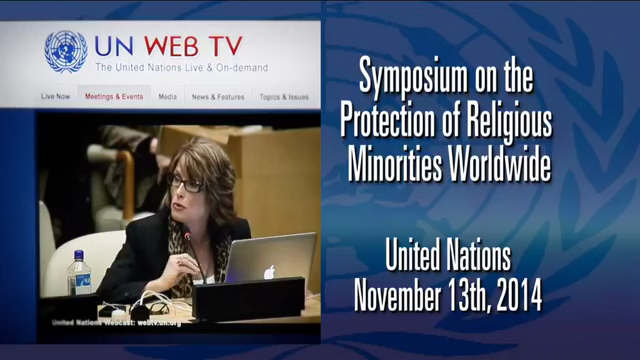 UN WEB TV
The United Nations Live & On-demand
Live Now Meetings & Events Media News & Features Topics & Issues
United Nations Webcast: webtv.un.org
Symposium on the
Protection of Religious
Minorities Worldwide
United Nations
November 13th, 2014